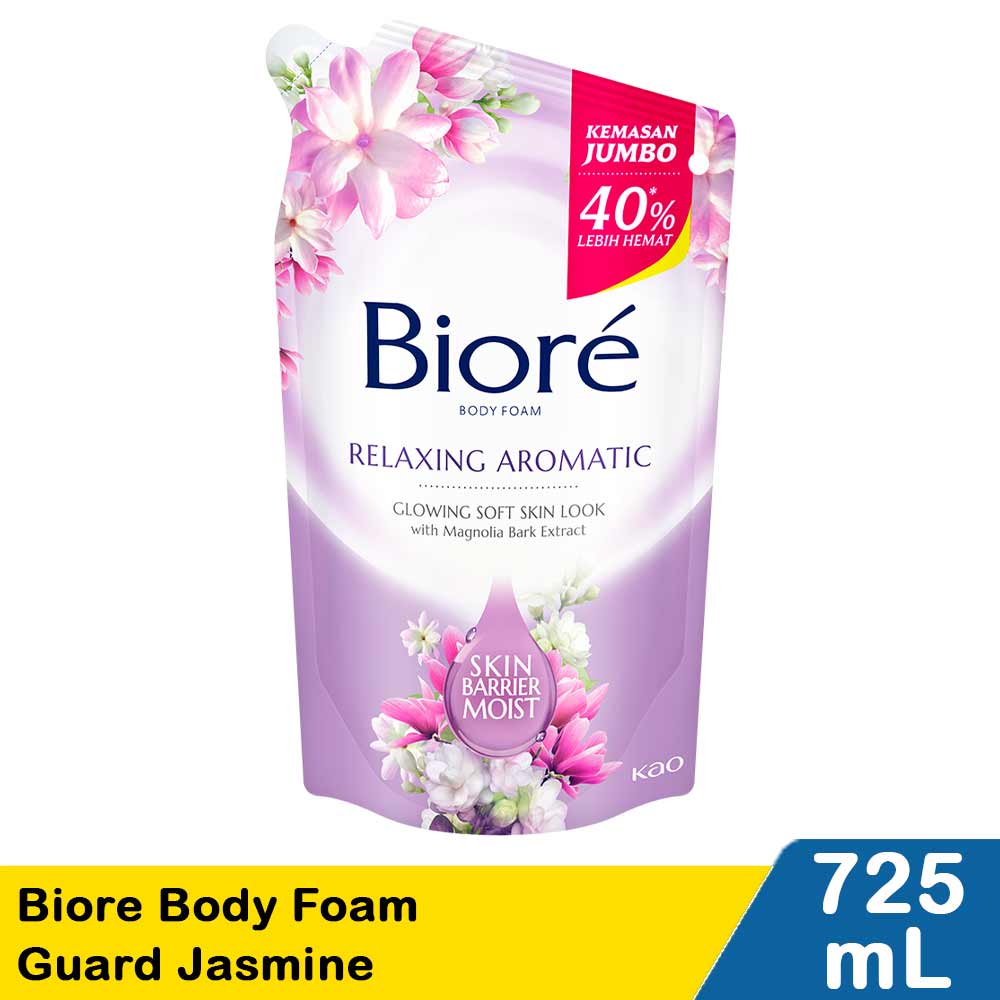 KEMASAN
JUMBO
40%*
LEBIH HEMAT
Bioré
BODY FOAM
RELAXING AROMATIC
GLOWING SOFT SKIN LOOK
with Magnolia Bark Extract
SKIN
BARRIER
MOIST
Kao
Biore Body Foam
Guard Jasmine
725
mL